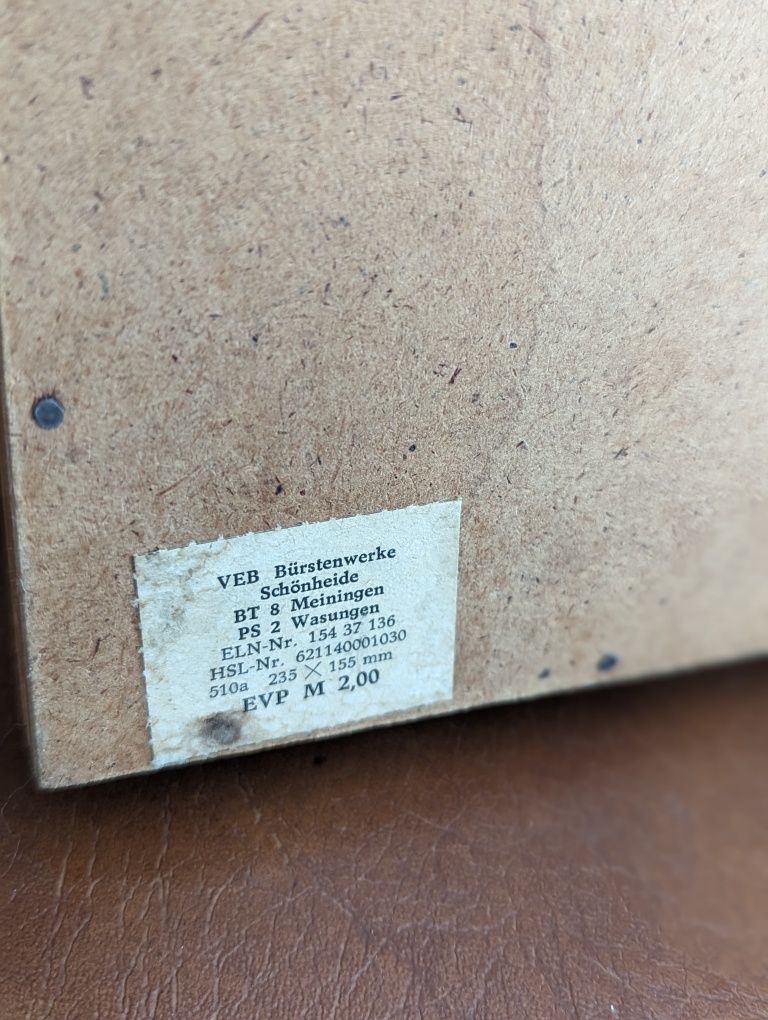 VEB Bürstenwerke
Schönheide
BT 8 Meiningen
PS 2 Wasungen
ELN-Nr. 154 37 136
HSL-Nr. 621140001030
510a 235 × 155 mm
EVP M 2,00